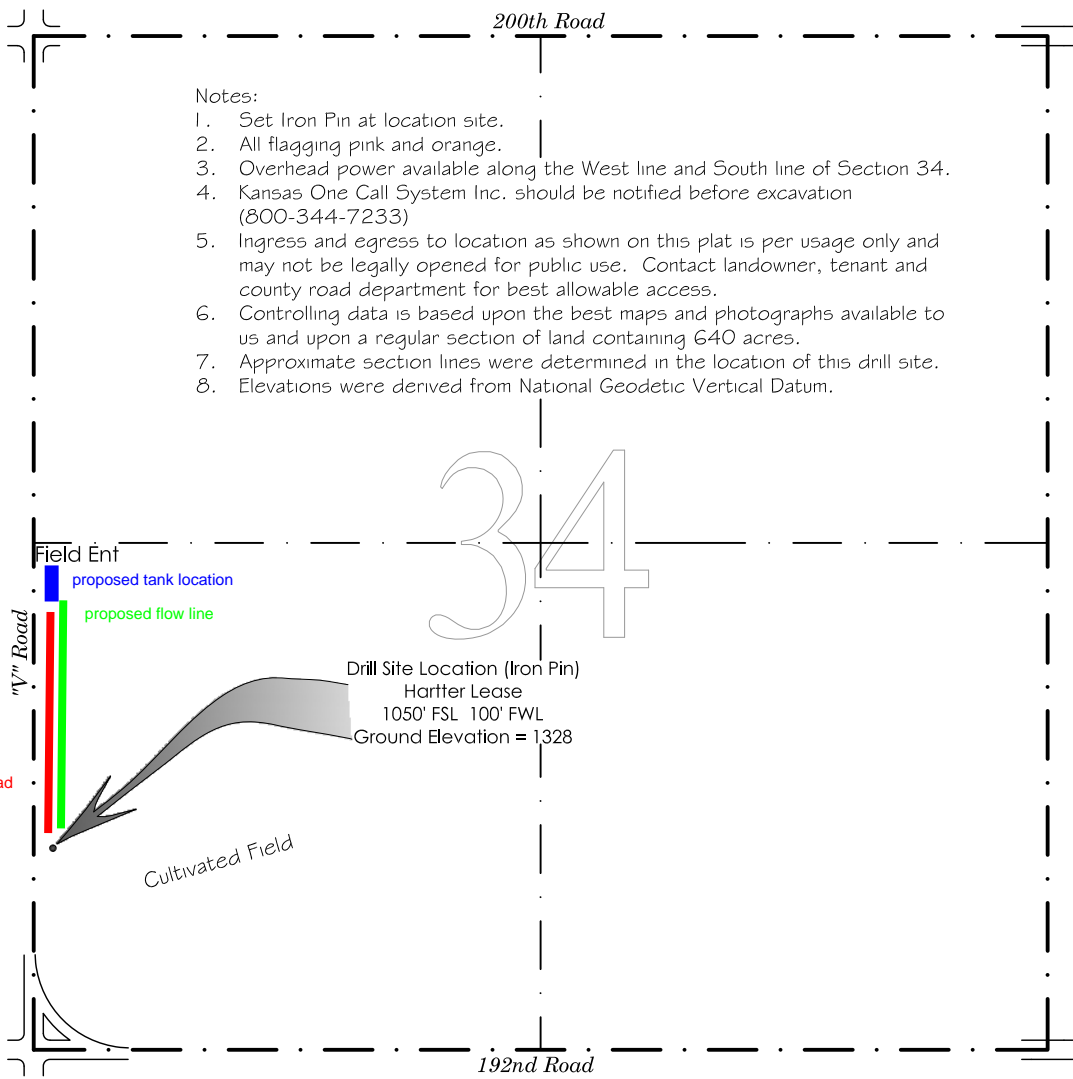 200th Road
Notes:
1. Set Iron Pin at location site.
2. All flagging pink and orange.
3. Overhead power available along the West line and South line of Section 34.
4. Kansas One Call System Inc. should be notified before excavation
(800-344-7233)
5. Ingress and egress to location as shown on this plat is per usage only and
may not be legally opened for public use. Contact landowner, tenant and
county road department for best allowable access.
6. Controlling data is based upon the best maps and photographs available to
us and upon a regular section of land containing 640 acres.
7. Approximate section lines were determined in the location of this drill site.
8. Elevations were derived from National Geodetic Vertical Datum.
34
Field Ent
proposed tank location
proposed flow line
"V" Road
Drill Site Location (Iron Pin)
Hartter Lease
1050' FSL 100' FWL
Ground Elevation = 1328
Cultivated Field
192nd Road